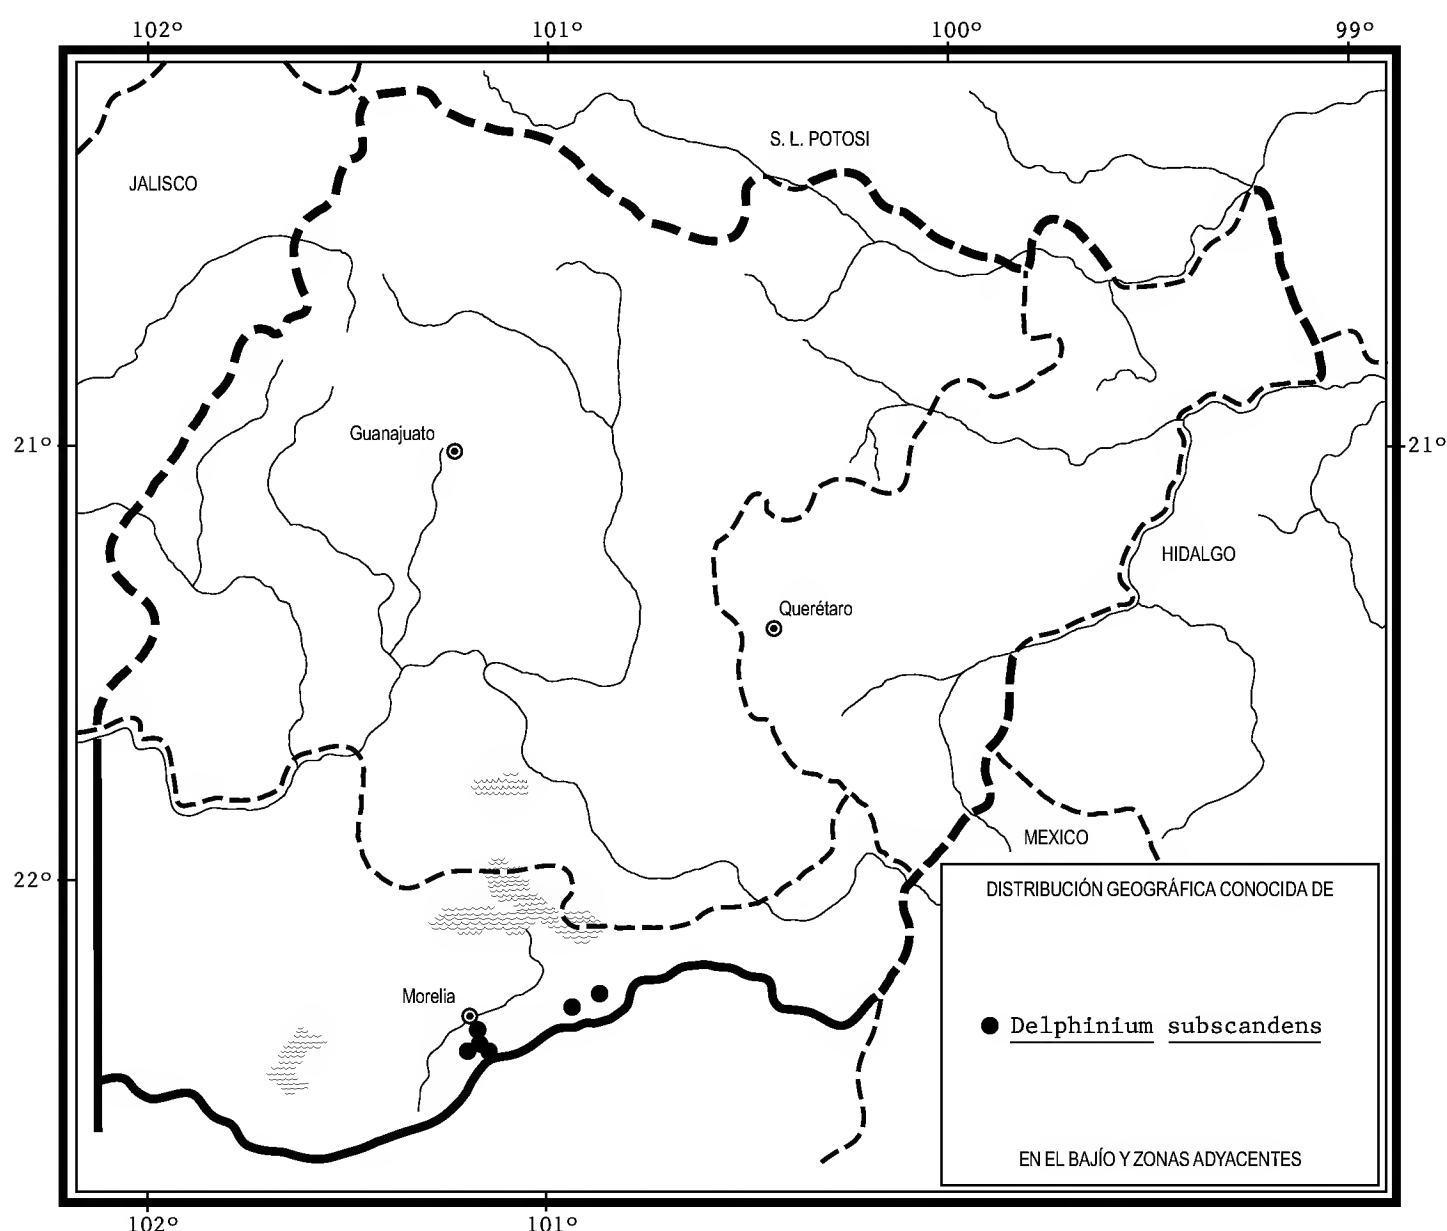 102º 101º 100º 99º
S. L. POTOSI
JALISCO
Guanajuato
21º 21º
HIDALGO
Querétaro
MEXICO
22º
DISTRIBUCIÓN GEOGRÁFICA CONOCIDA DE
Morelia
Delphinium subscandens
EN EL BAJÍO Y ZONAS ADYACENTES
102º 101º